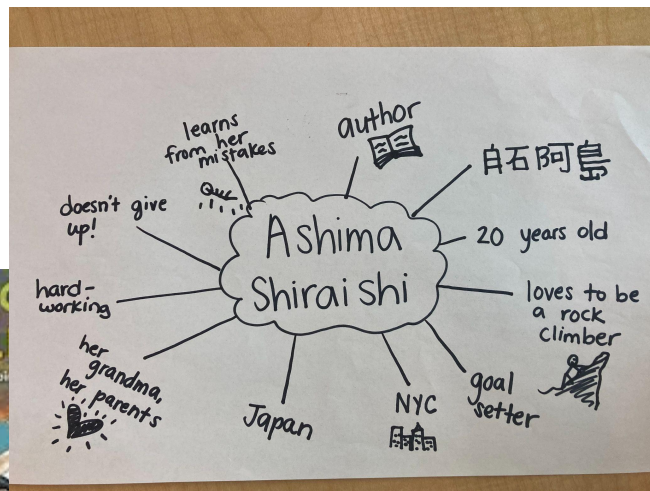 learns
from her
mistakes
author
白石阿島
doesn't give
up!
Ashima
Shiraishi
20 years old
hard-
working
loves to be
a rock
climber
her
grandma,
her parents
Japan
NYC
goal
setter